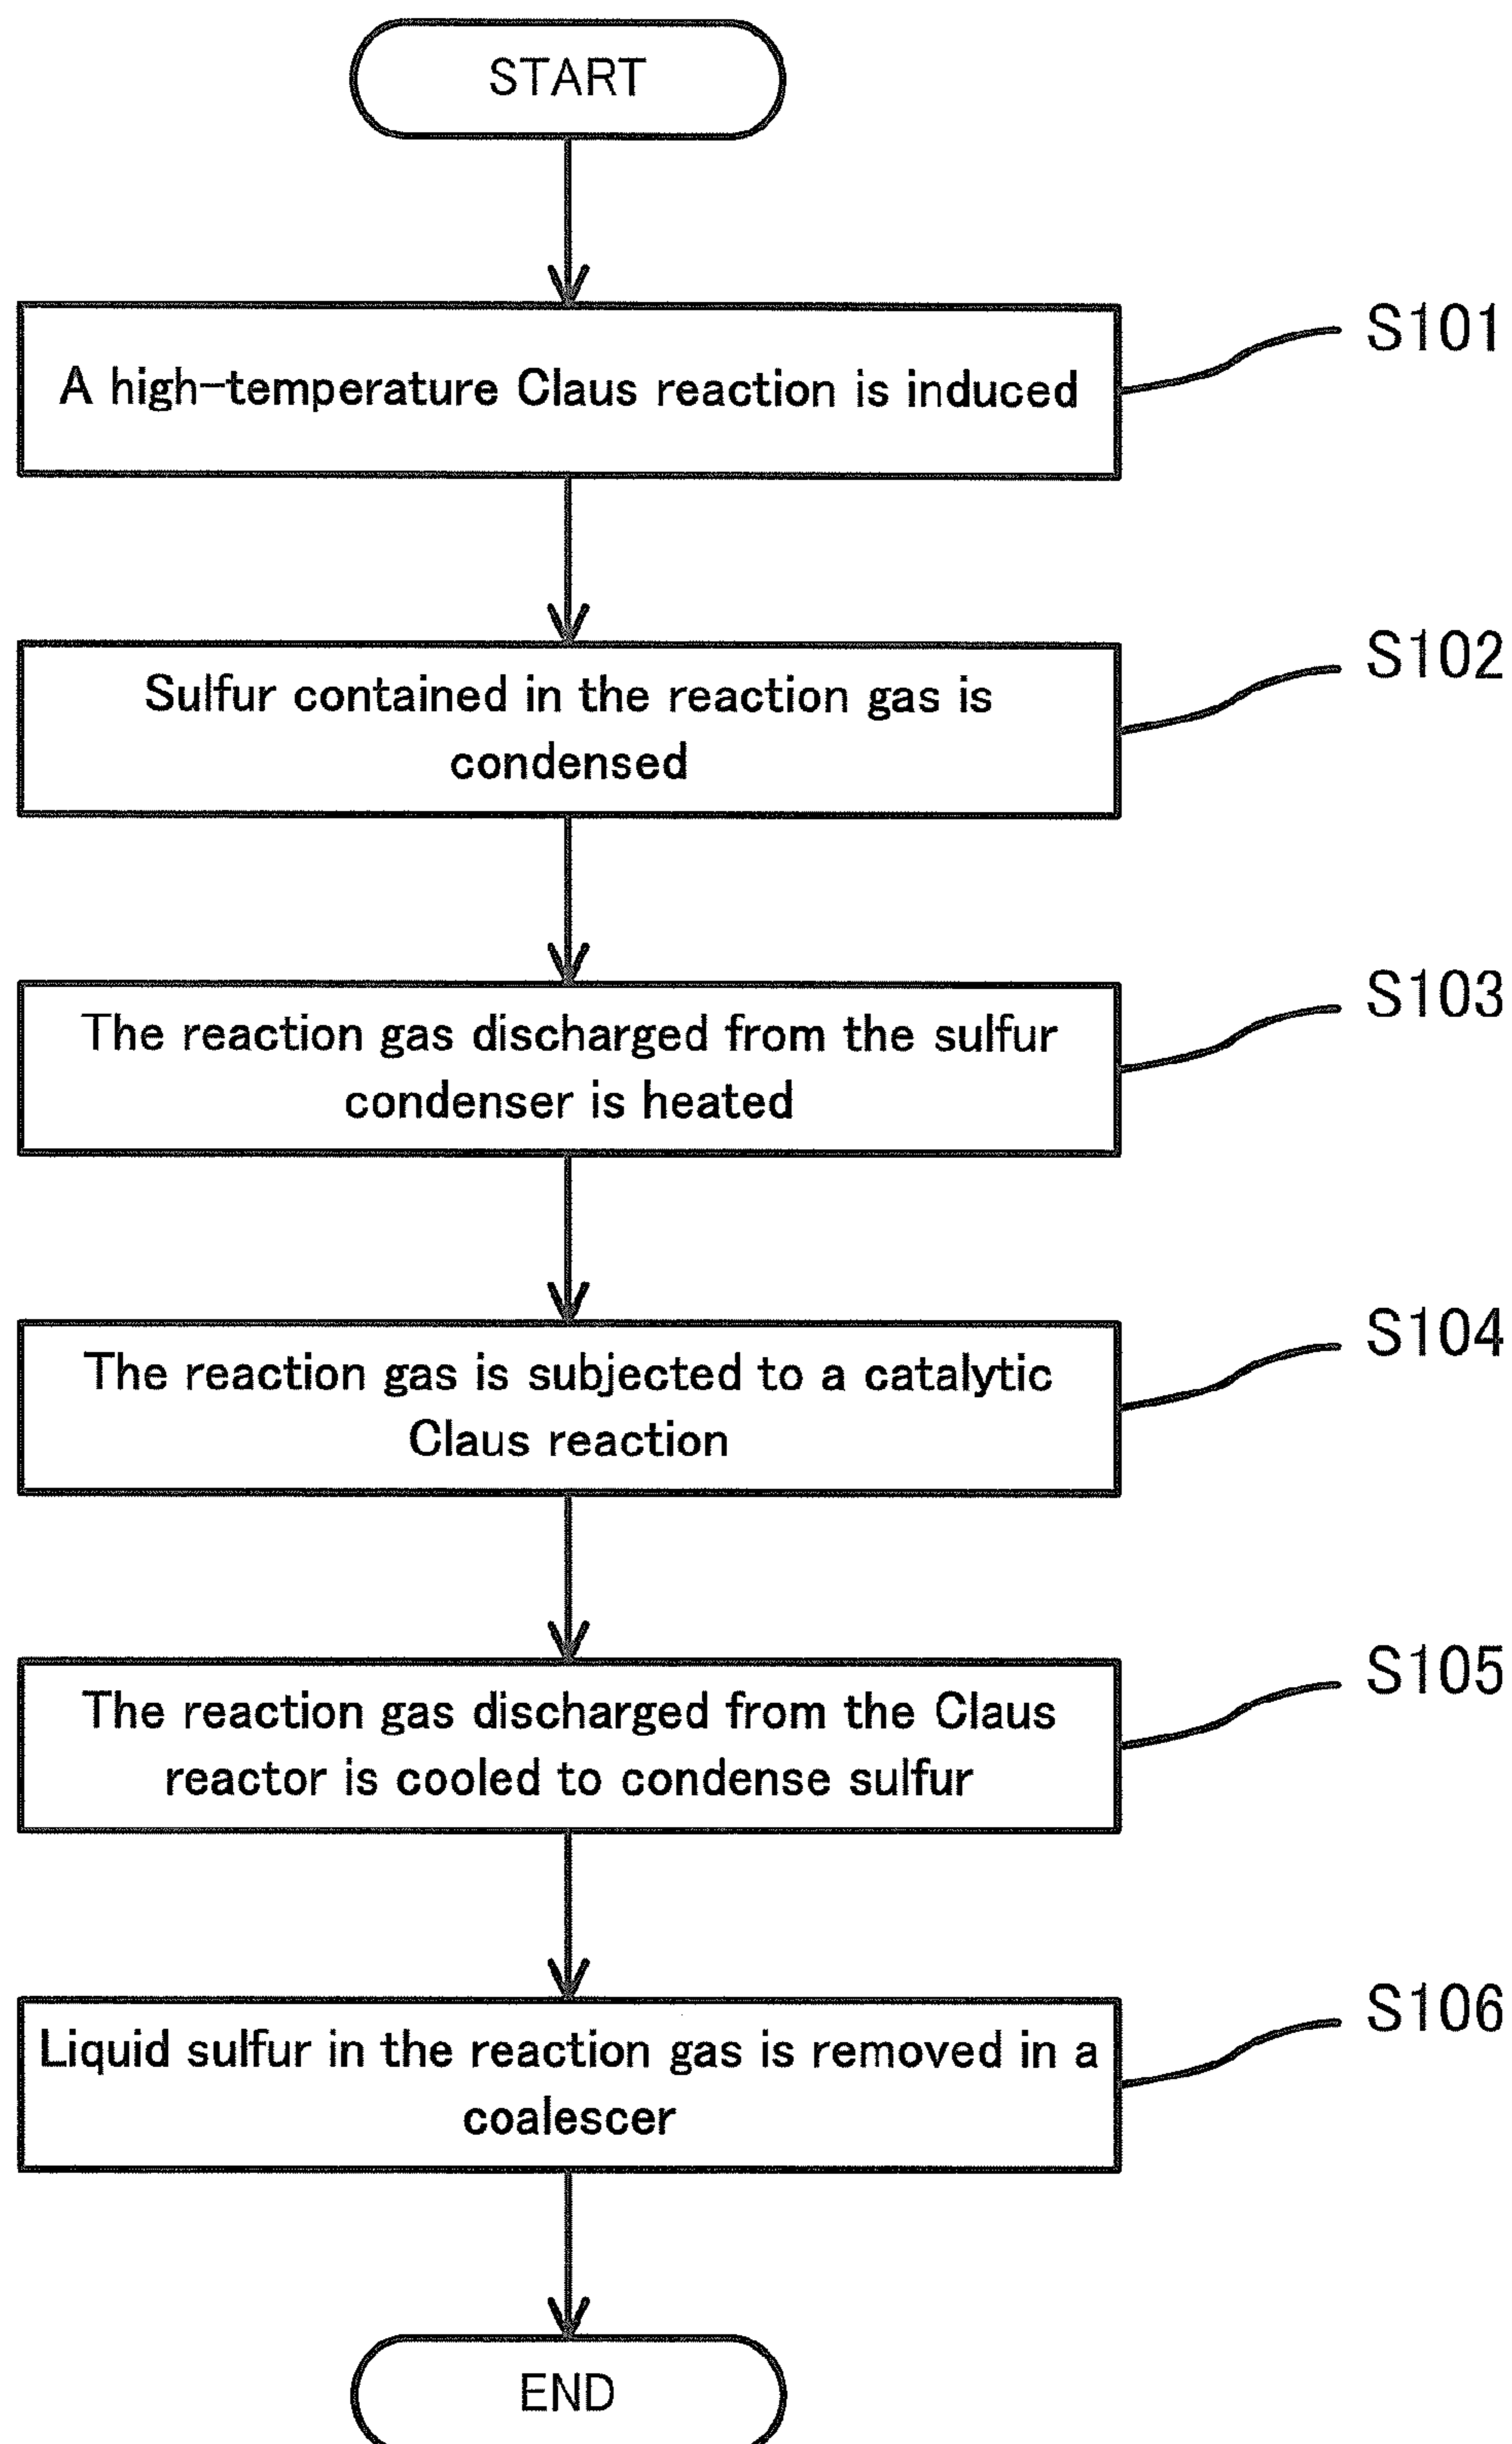 START
A high-temperature Claus reaction is induced
S101
Sulfur contained in the reaction gas is
condensed
S102
The reaction gas discharged from the sulfur
condenser is heated
S103
The reaction gas is subjected to a catalytic
Claus reaction
S104
The reaction gas discharged from the Claus
reactor is cooled to condense sulfur
S105
Liquid sulfur in the reaction gas is removed in a
coalescer
S106
END